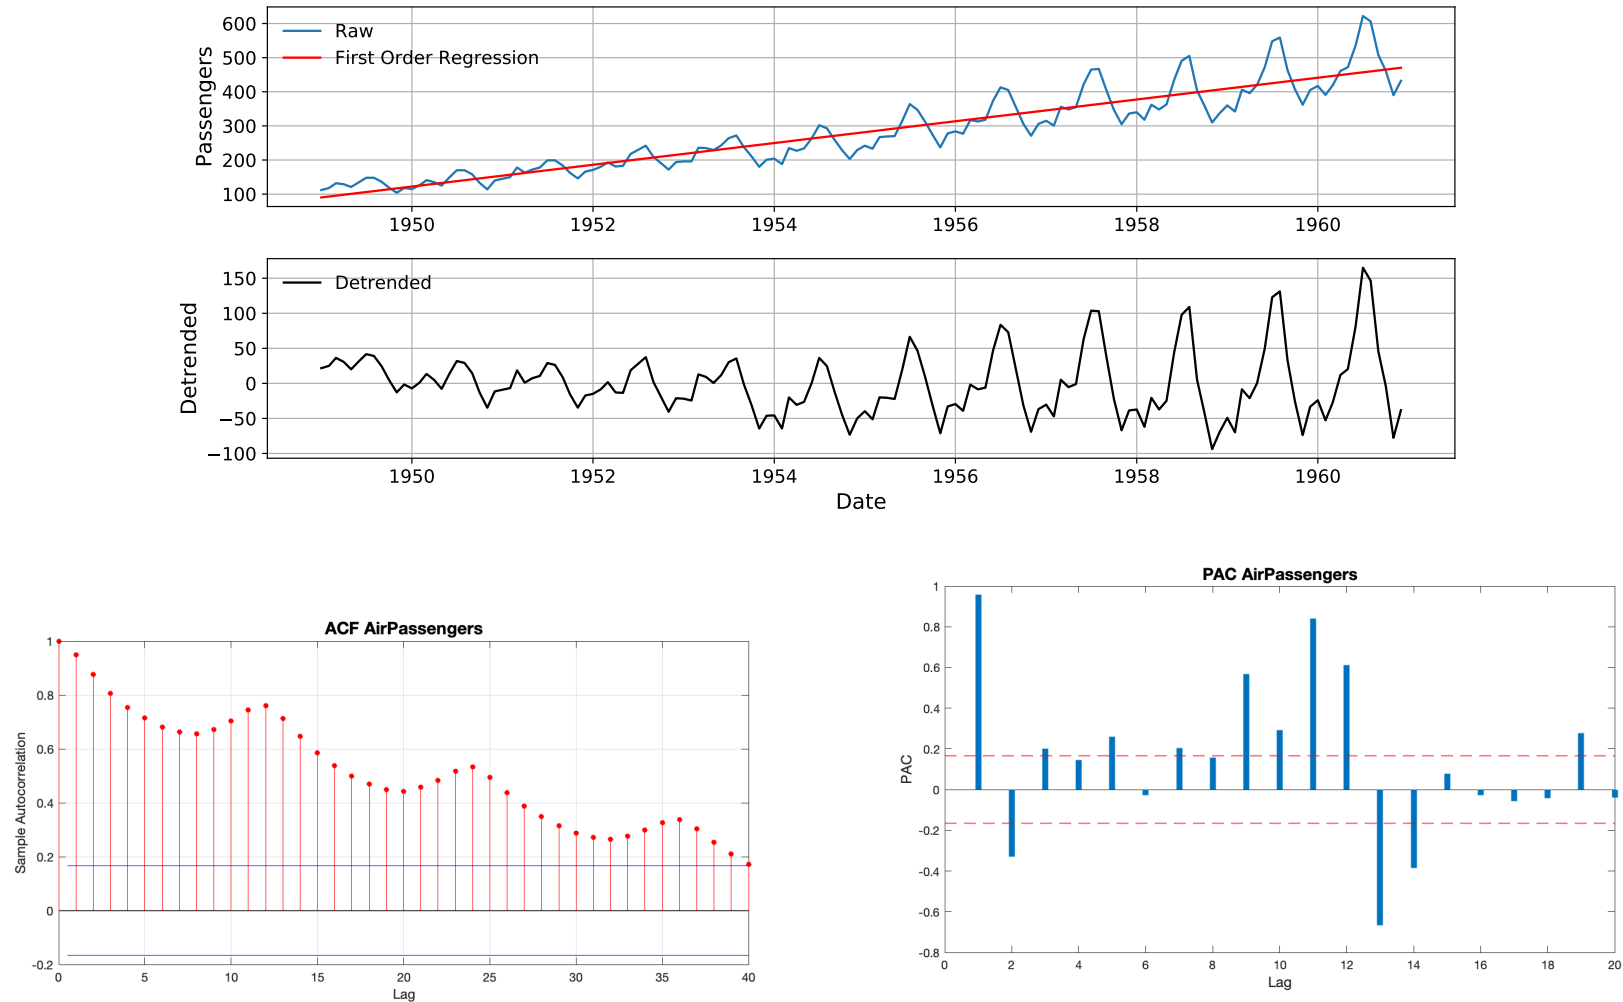 Raw
First Order Regression
Passengers
600
500
400
300
200
100
1950 1952 1954 1956 1958 1960
Detrended
Detrended
150
100
50
0
−50
−100
1950 1952 1954 1956 1958 1960
Date
ACF AirPassengers
Sample Autocorrelation
1
0.8
0.6
0.4
0.2
0
-0.2
0 5 10 15 20 25 30 35 40
Lag
PAC AirPassengers
PAC
1
0.8
0.6
0.4
0.2
0
-0.2
-0.4
-0.6
-0.8
0 2 4 6 8 10 12 14 16 18 20
Lag